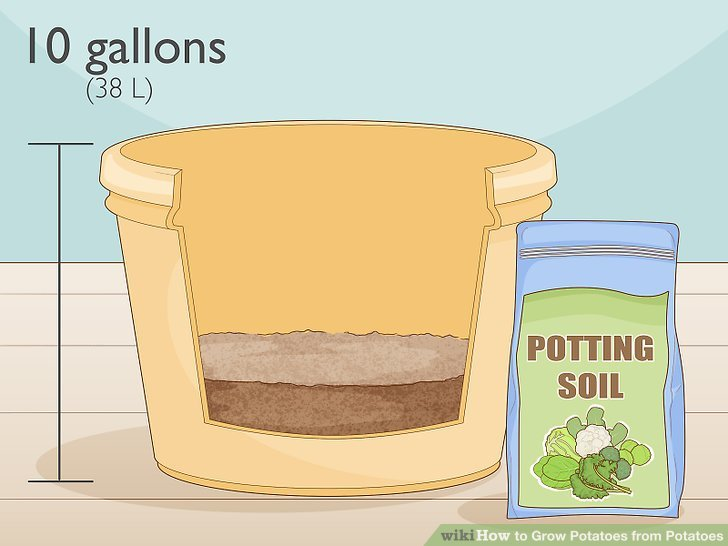 10 gallons
(38 L)
POTTING
SOIL
wikiHow to Grow Potatoes from Potatoes